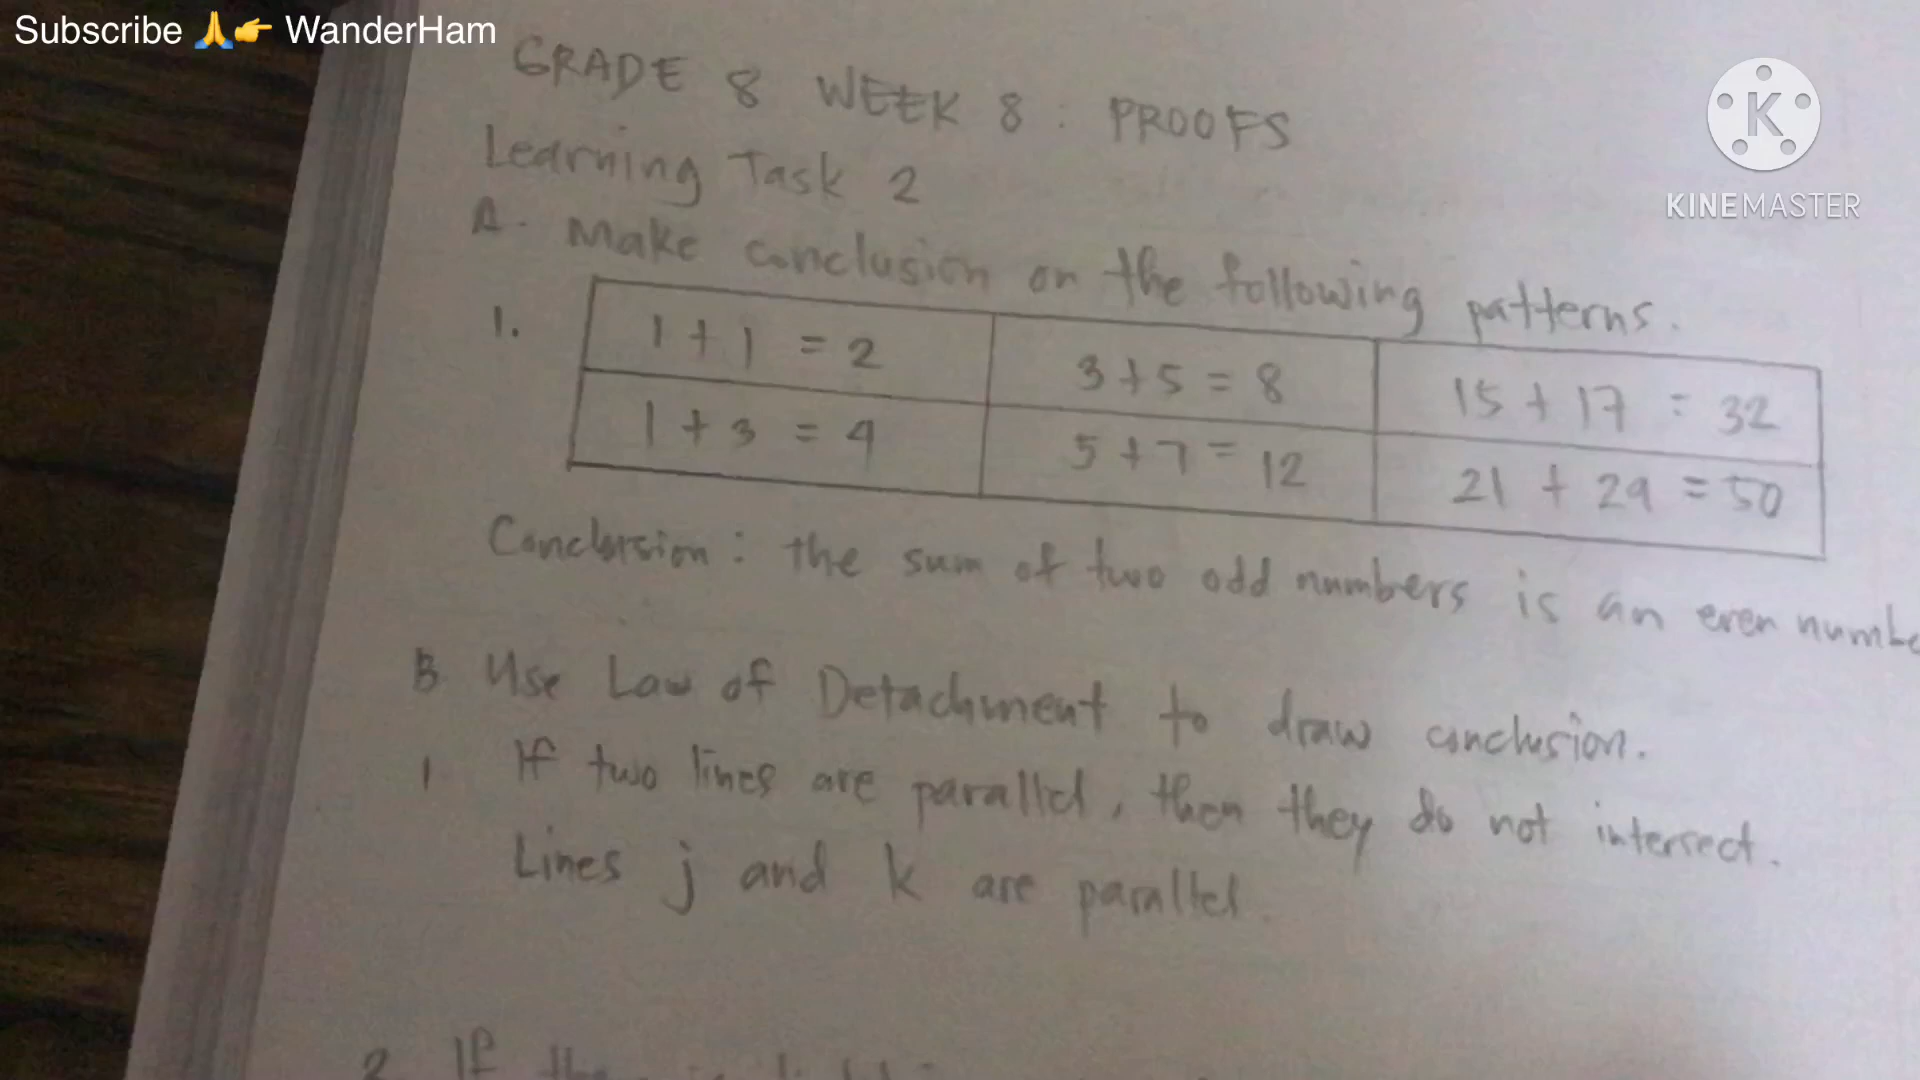 Subscribe 🙏👉 WanderHam
K
KINEMASTER
GRADE 8 WEEK 8 : PROOFS
Learning Task 2
A. Make conclusion on the following patterns.
1.
1 + 1 = 2 3 + 5 = 8 15 + 17 = 32
1 + 3 = 4 5 + 7 = 12 21 + 29 = 50
Conclusion : the sum of two odd numbers is an even numbe
B Use Law of Detachment to draw conclusion.
1 If two lines are parallel, then they do not intersect.
Lines j and k are parallel.
2 If